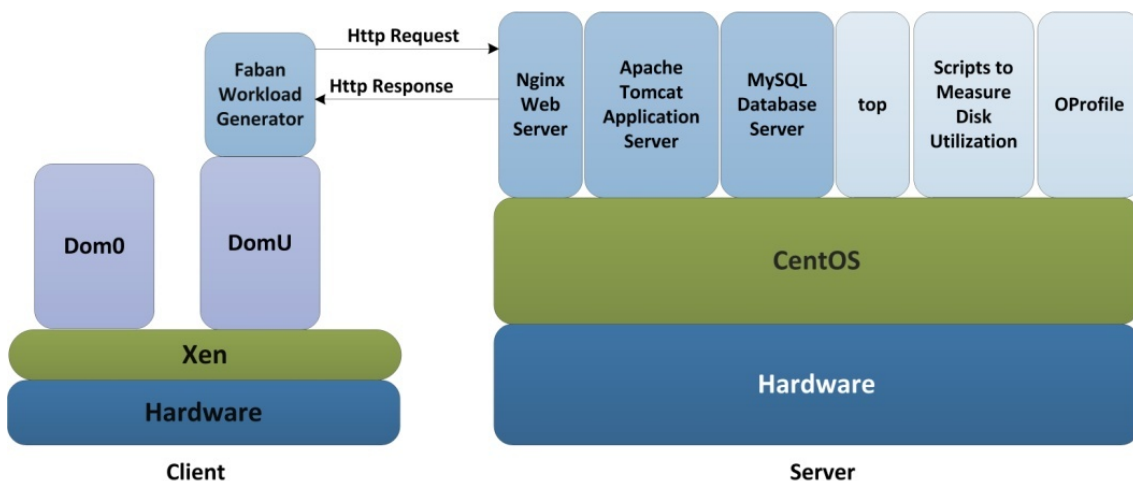 Http Request
Http Response
Faban
Workload
Generator
Dom0
DomU
Xen
Hardware
Client
Nginx
Web
Server
Apache
Tomcat
Application
Server
MySQL
Database
Server
top
Scripts to
Measure
Disk
Utilization
OProfile
CentOS
Hardware
Server